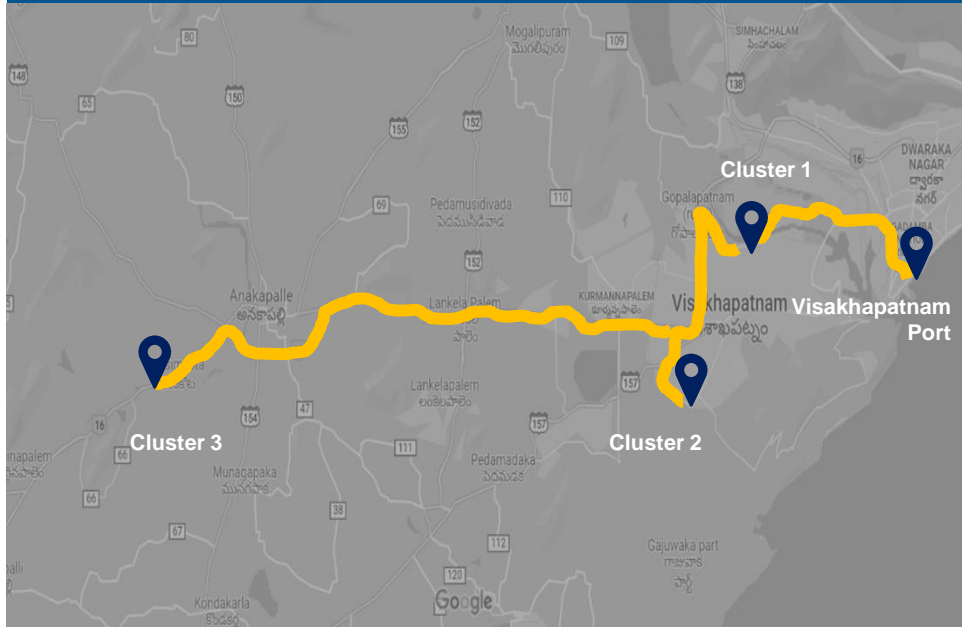 Mogalipuram
మొగలిపురం
SIMHACHALAM
సింహాచలం
80
109
148
138
150
65
152
155
16
DWARAKA
NAGAR
ద్వారకా
నగర్
Cluster 1
110
69
Pedamusidivada
పెదముసిడివాడ
Gopalapatnam
152
Anakapalle
అనకాపల్లి
Lankela Palem
పాలెం
KURMANNAPALEM
Visakhapatnam
విశాఖపట్నం
Visakhapatnam
Port
157
Lankelapalem
లంకెలపాలెం
16
154
47
157
Cluster 3
Cluster 2
66
111
Munagapaka
మునగపాక
Pedamadaka
పెదమడక
66
38
67
112
Gajuwaka part
గాజువాక
పార్ట్
120
Kondakarla
Google